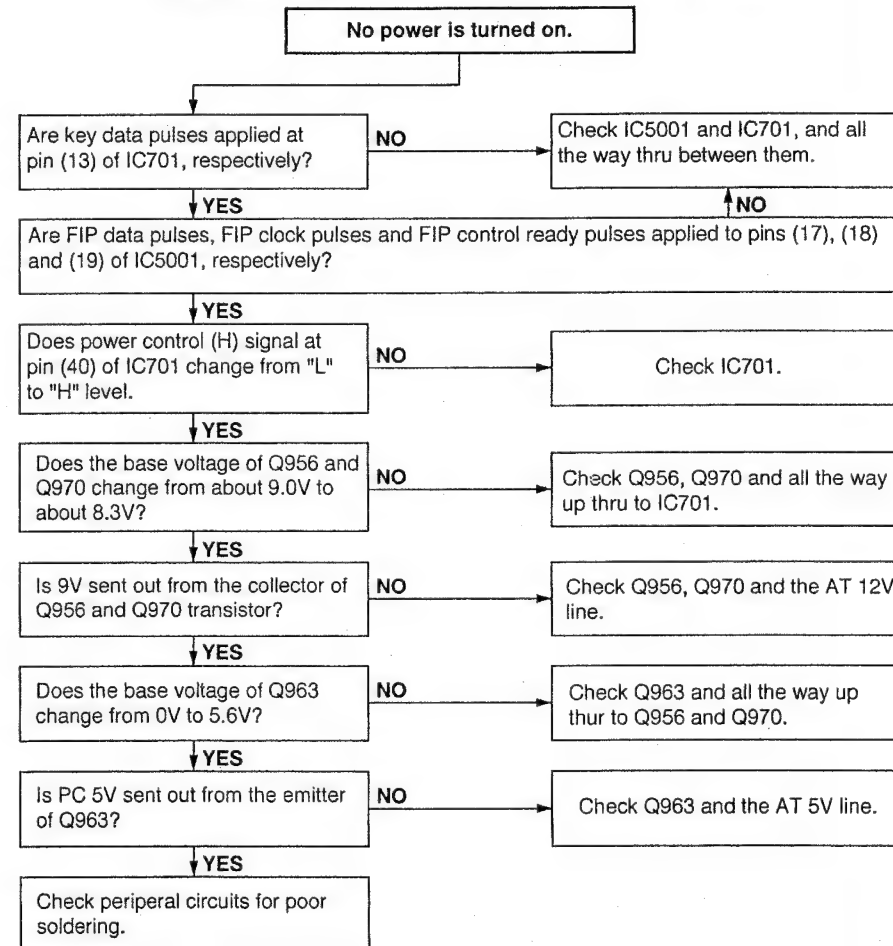 No power is turned on.
Are key data pulses applied at
pin (13) of IC701, respectively?
NO
Check IC5001 and IC701, and all
the way thru between them.
YES
NO
Are FIP data pulses, FIP clock pulses and FIP control ready pulses applied to pins (17), (18)
and (19) of IC5001, respectively?
YES
Does power control (H) signal at
pin (40) of IC701 change from "L"
to "H" level.
NO
Check IC701.
YES
Does the base voltage of Q956 and
Q970 change from about 9.0V to
about 8.3V?
NO
Check Q956, Q970 and all the way
up thru to IC701.
YES
Is 9V sent out from the collector of
Q956 and Q970 transistor?
NO
Check Q956, Q970 and the AT 12V
line.
YES
Does the base voltage of Q963
change from 0V to 5.6V?
NO
Check Q963 and all the way up
thur to Q956 and Q970.
YES
Is PC 5V sent out from the emitter
of Q963?
NO
Check Q963 and the AT 5V line.
YES
Check periperal circuits for poor
soldering.